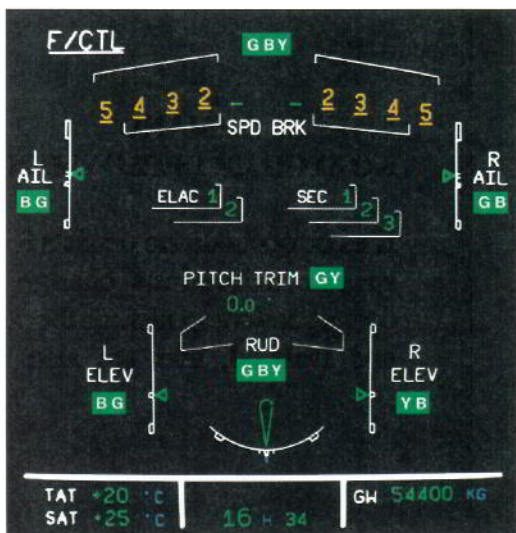 F/CTL
GBY
5 4 3 2 - - 2 3 4 5
SPD BRK
L
AIL
BG
R
AIL
GB
ELAC 1
2
SEC 1
2
3
PITCH TRIM GY
0.0 °
L
ELEV
BG
RUD
GBY
R
ELEV
YB
TAT +20 °C
SAT +25 °C
16 H 34
GW 54400 KG